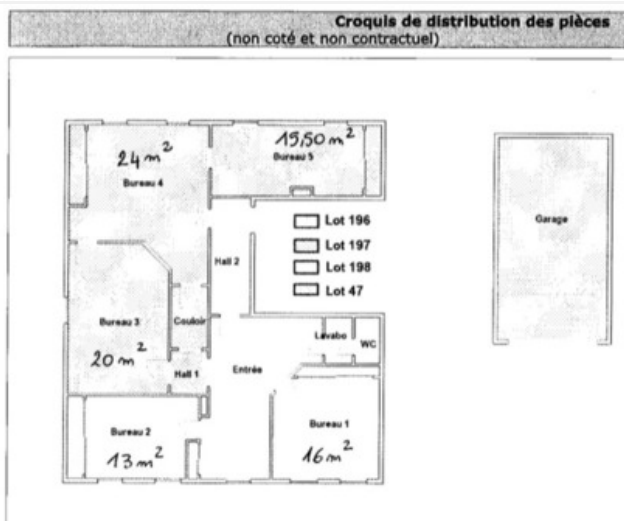 Croquis de distribution des pièces
(non coté et non contractuel)
24 m²
Bureau 4
15,50 m²
Bureau 5
Lot 196
Lot 197
Lot 198
Lot 47
Garage
Hall 2
Bureau 3
20 m²
Couloir
Hall 1
Entrée
Lavabo
WC
Bureau 2
13 m²
Bureau 1
16 m²